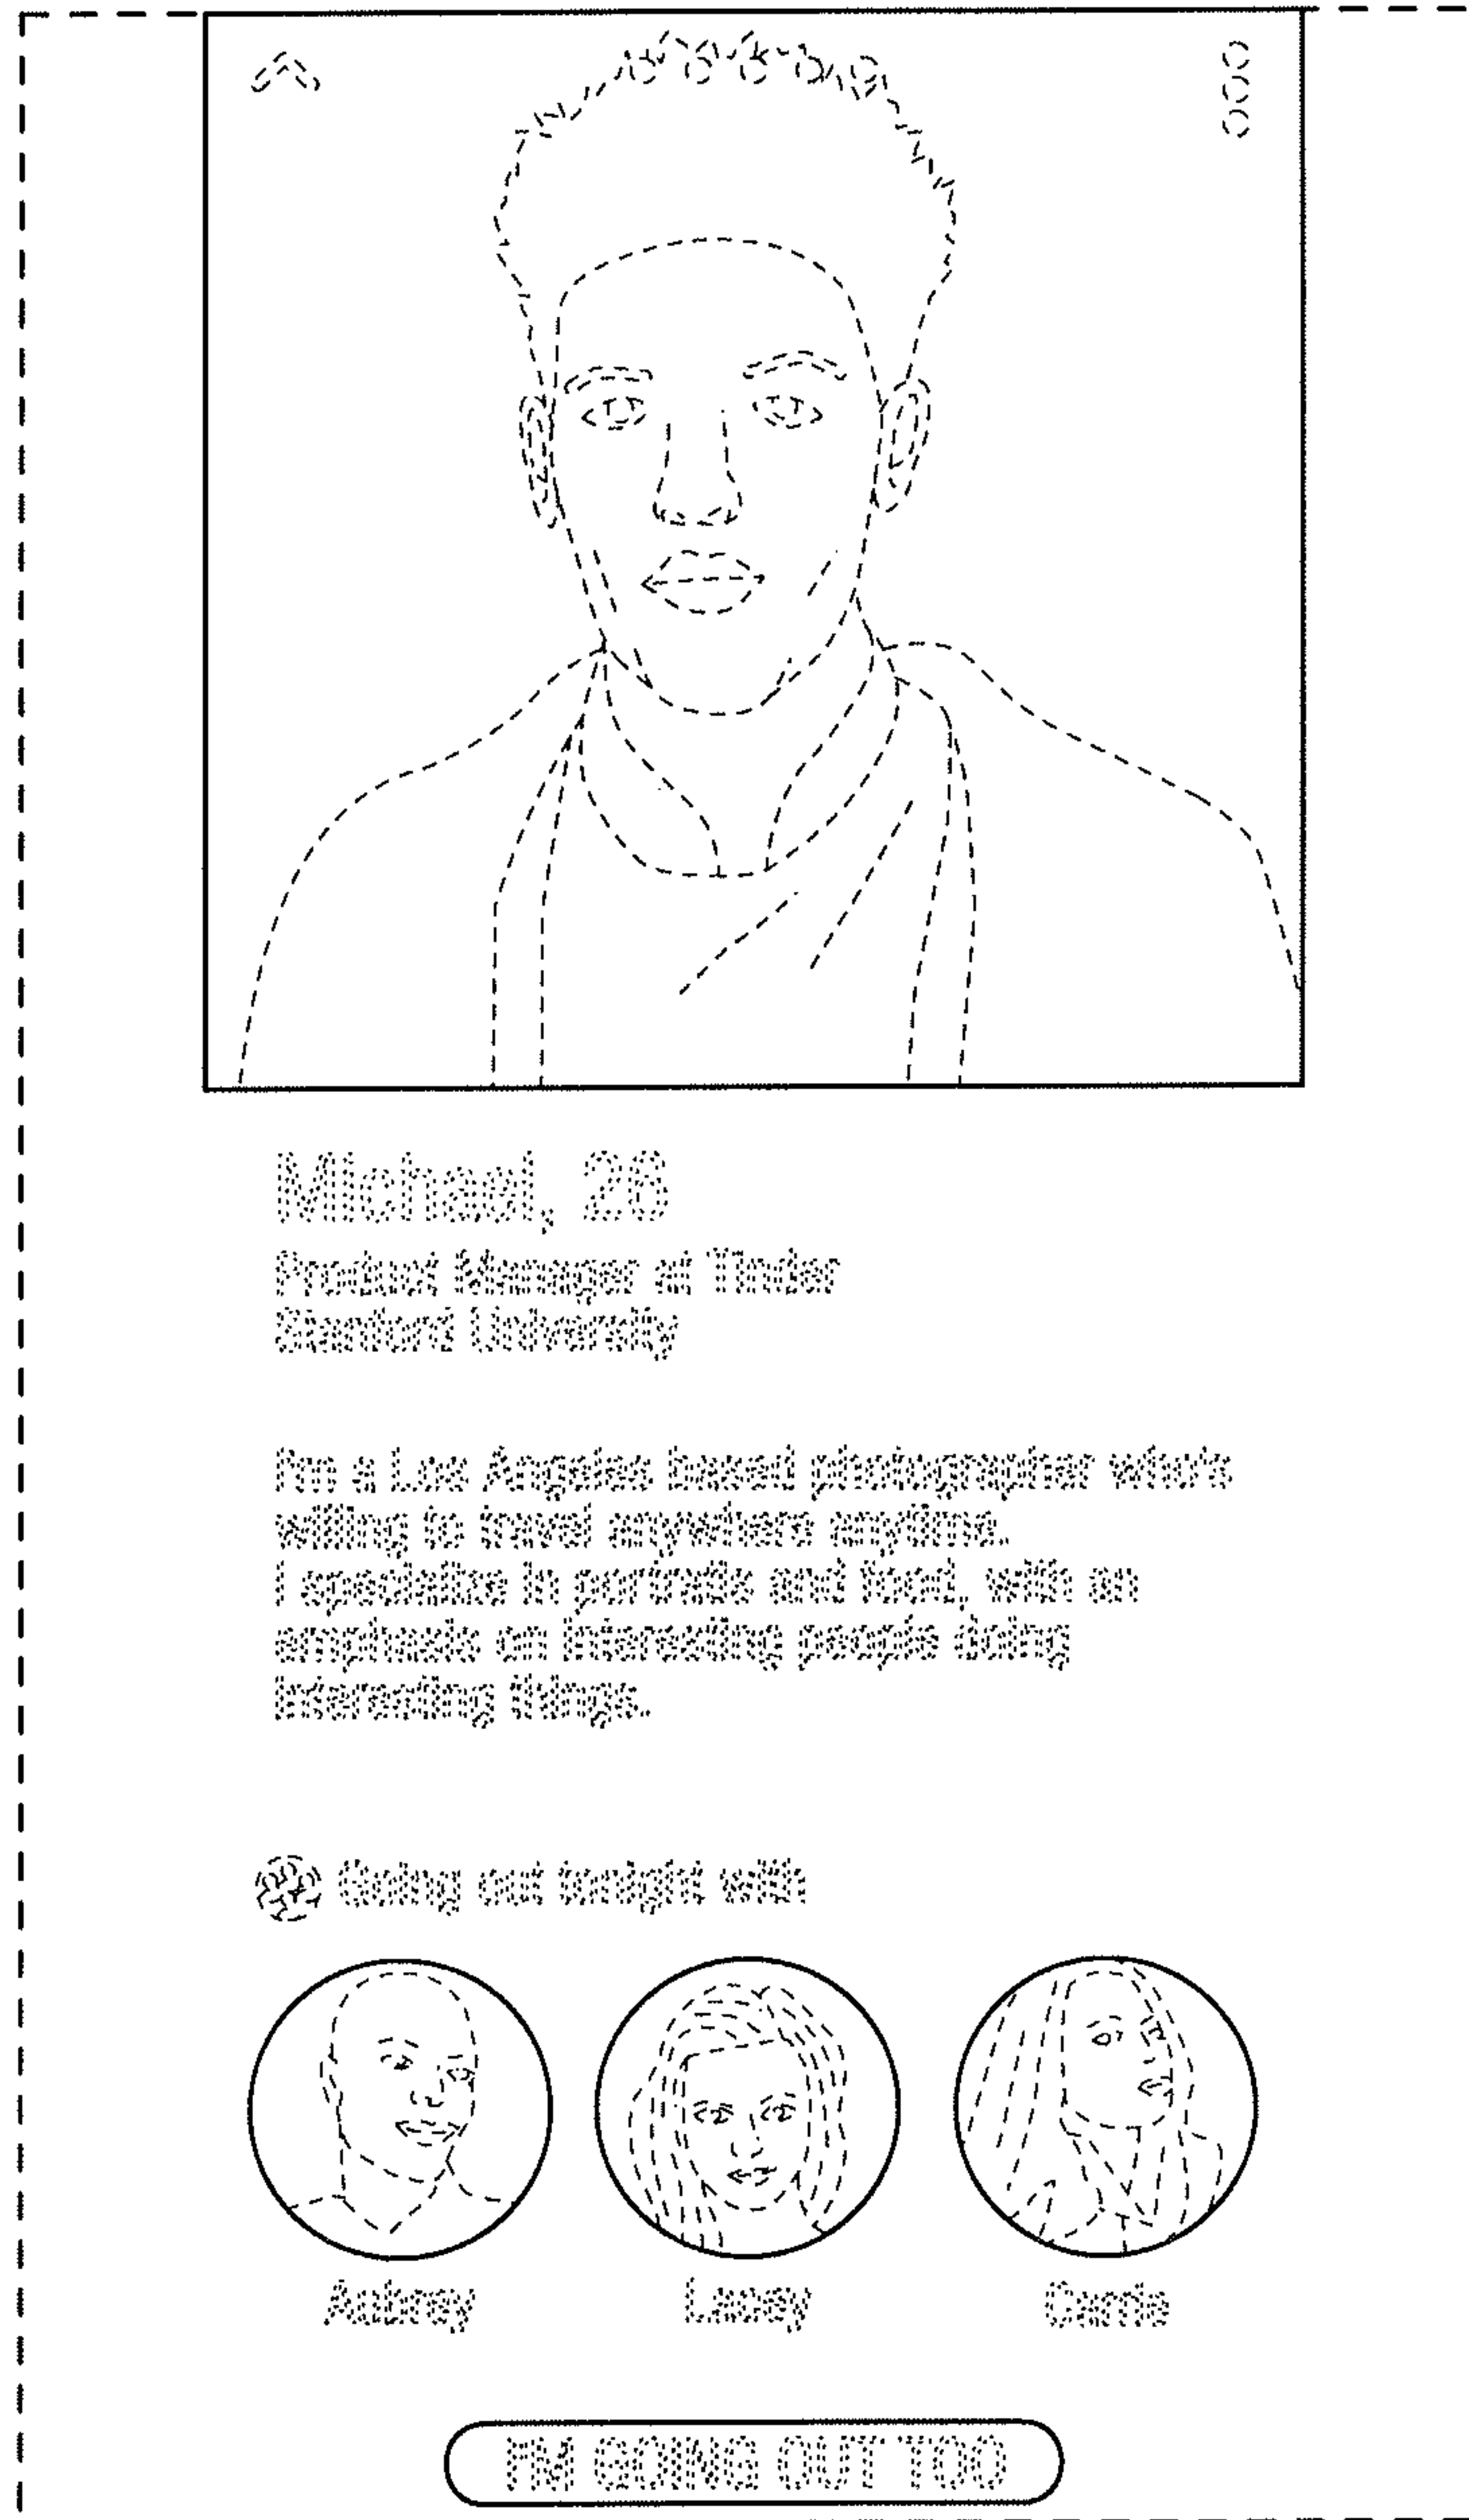 Michael, 26
Product Manager at Tinder
Stanford University
I'm a Los Angeles based photographer who's
willing to travel anywhere anytime.
I specialize in portraits and food, with an
emphasis on interesting people doing
interesting things.
Going out tonight with
Aubrey
Lacey
Carrie
I'M GOING OUT TOO